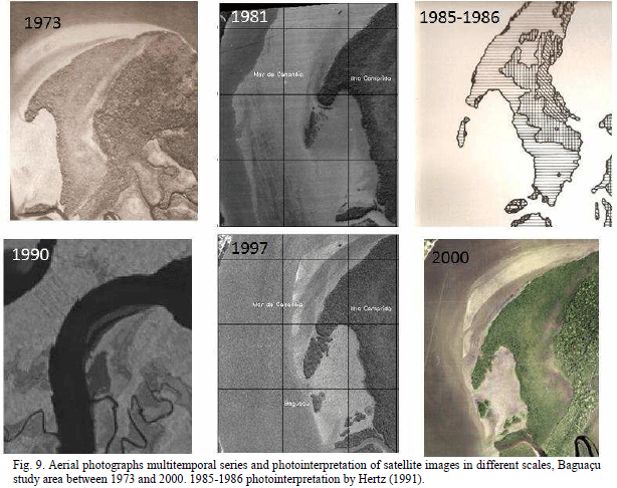 1973
1981
1985-1986
Mar de Cananéia
Ilha Comprida
1990
1997
2000
Mar de Cananéia
Ilha Comprida
Baguaçu
Fig. 9. Aerial photographs multitemporal series and photointerpretation of satellite images in different scales, Baguaçu
study area between 1973 and 2000. 1985-1986 photointerpretation by Hertz (1991).